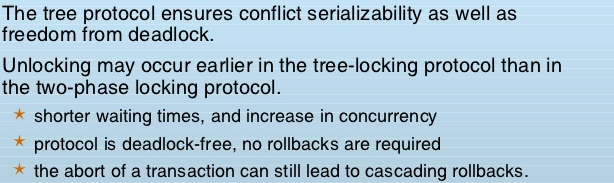 The tree protocol ensures conflict serializability as well as
freedom from deadlock.
Unlocking may occur earlier in the tree-locking protocol than in
the two-phase locking protocol.
★ shorter waiting times, and increase in concurrency
★ protocol is deadlock-free, no rollbacks are required
★ the abort of a transaction can still lead to cascading rollbacks.